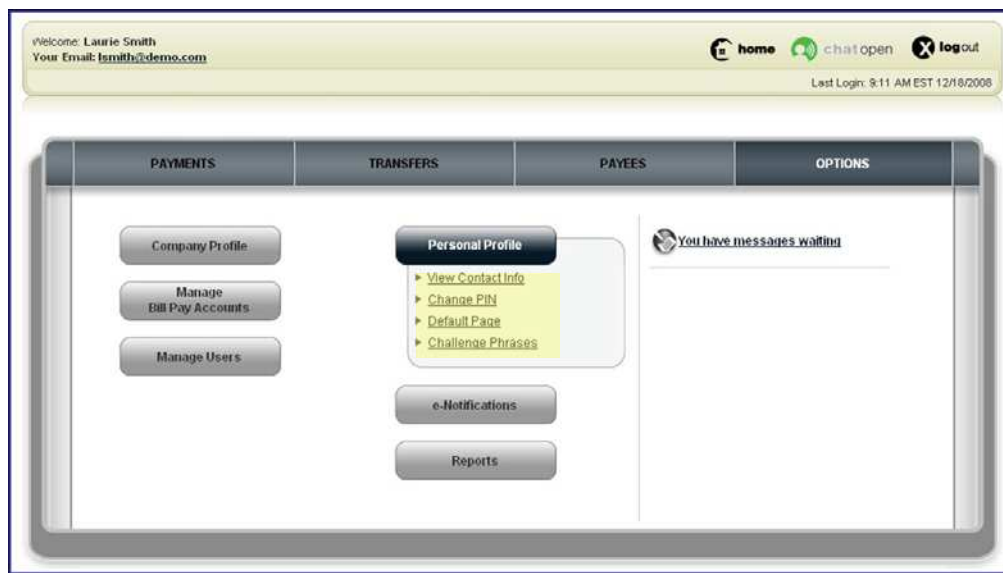 Welcome: Laurie Smith
Your Email: lsmith@demo.com
home
chatopen
logout
Last Login: 9:11 AM EST 12/18/2008
PAYMENTS
TRANSFERS
PAYEES
OPTIONS
Company Profile
Manage
Bill Pay Accounts
Manage Users
Personal Profile
View Contact Info
Change PIN
Default Page
Challenge Phrases
e-Notifications
Reports
You have messages waiting